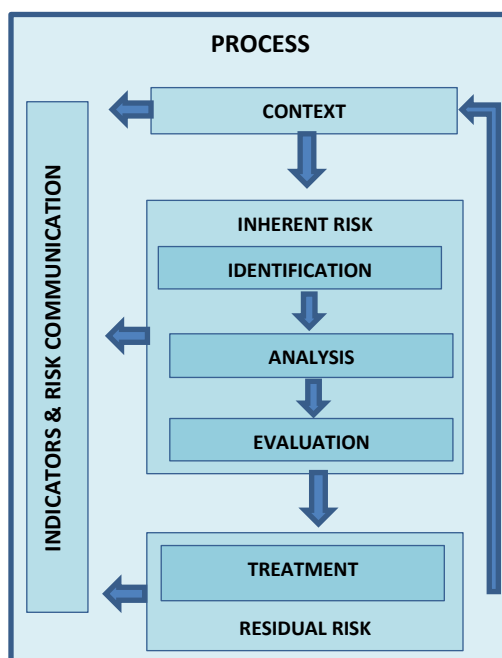 PROCESS
CONTEXT
INDICATORS & RISK COMMUNICATION
INHERENT RISK
IDENTIFICATION
ANALYSIS
EVALUATION
TREATMENT
RESIDUAL RISK